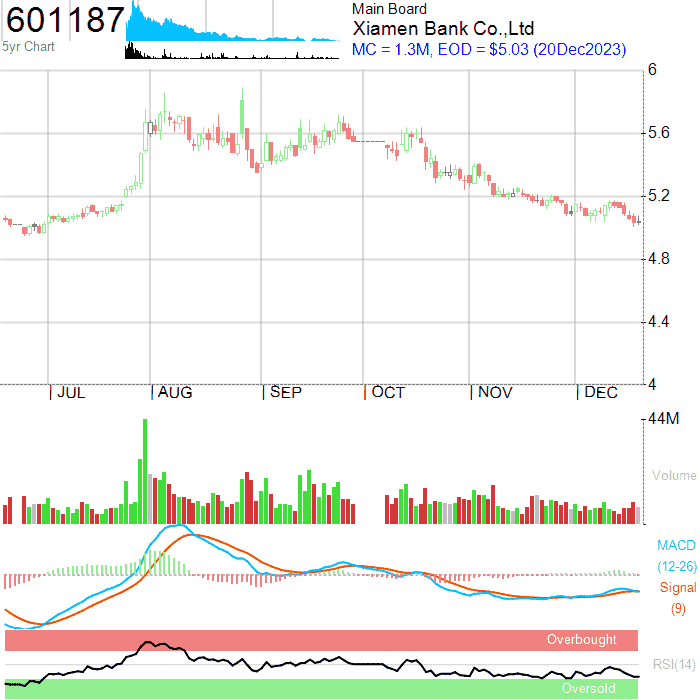 601187
5yr Chart
Main Board
Xiamen Bank Co.,Ltd
MC = 1.3M, EOD = $5.03 (20Dec2023)
6
5.6
5.2
4.8
4.4
4
JUL AUG SEP OCT NOV DEC
44M
Volume
MACD
(12-26)
Signal
(9)
Overbought
RSI(14)
Oversold